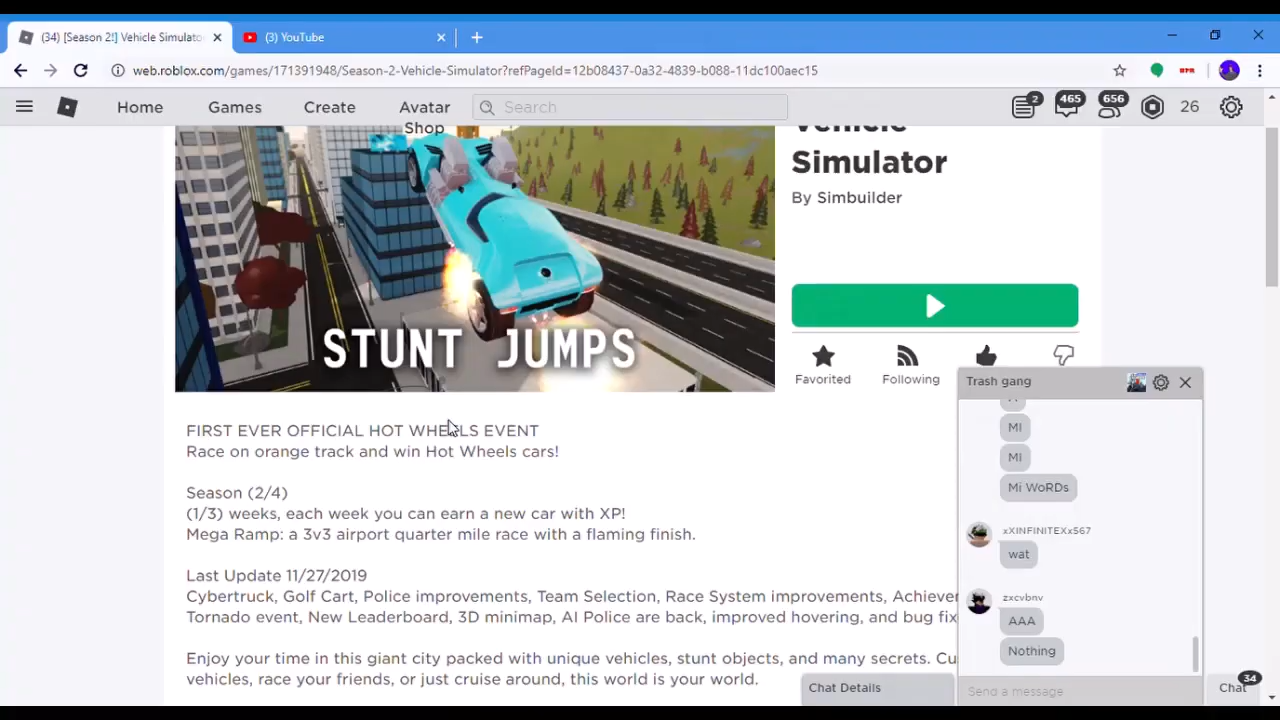 (34) [Season 2!] Vehicle Simulato
(3) YouTube
web.roblox.com/games/171391948/Season-2-Vehicle-Simulator?refPageId=12b08437-0a32-4839-b088-11dc100aec15
Home
Games
Create
Avatar Shop
Search
2
465
656
26
Vehicle
Simulator
By Simbuilder
STUNT JUMPS
Favorited
Following
FIRST EVER OFFICIAL HOT WHEELS EVENT
Race on orange track and win Hot Wheels cars!
Season (2/4)
(1/3) weeks, each week you can earn a new car with XP!
Mega Ramp: a 3v3 airport quarter mile race with a flaming finish.
Last Update 11/27/2019
Cybertruck, Golf Cart, Police improvements, Team Selection, Race System improvements, Achiever
Tornado event, New Leaderboard, 3D minimap, AI Police are back, improved hovering, and bug fix
Enjoy your time in this giant city packed with unique vehicles, stunt objects, and many secrets. Cu
vehicles, race your friends, or just cruise around, this world is your world.
Trash gang
MI
MI
Mi WoRDs
xXINFINITEXx567
wat
zxcvbnv
AAA
Nothing
Send a message
Chat Details
Chat
34